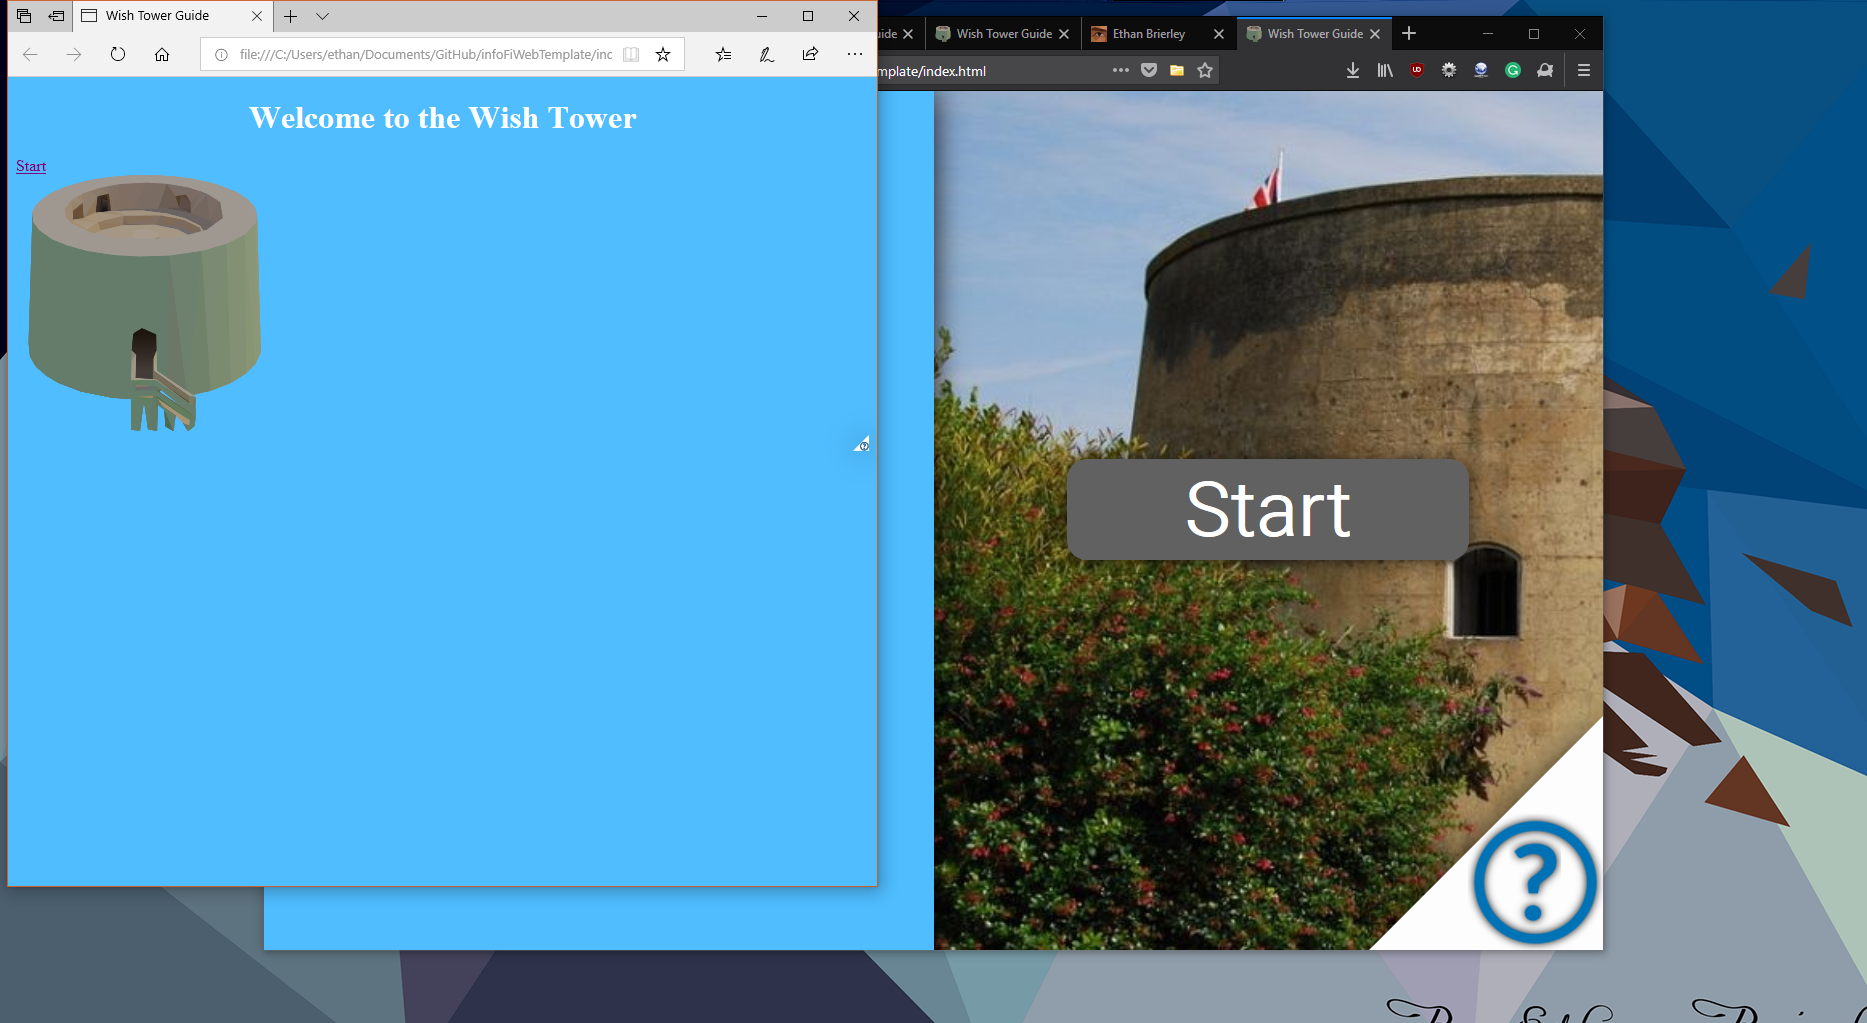 Wish Tower Guide
file:///C:/Users/ethan/Documents/GitHub/infoFiWebTemplate/inc
Welcome to the Wish Tower
Start
uide
Wish Tower Guide
Ethan Brierley
Wish Tower Guide
mplate/index.html
Start
?